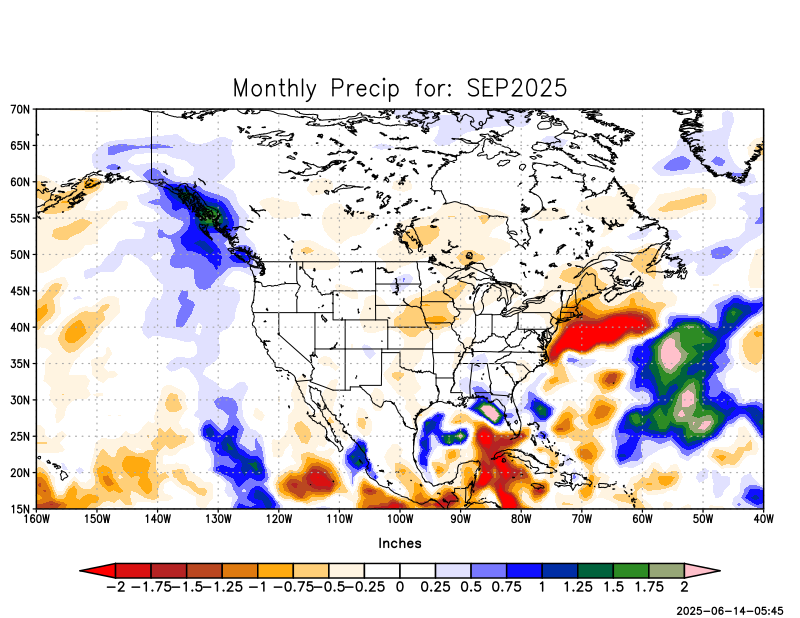 Monthly Precip for: SEP2025
70N
65N
60N
55N
50N
45N
40N
35N
30N
25N
20N
15N
160W 150W 140W 130W 120W 110W 100W 90W 80W 70W 60W 50W 40W
Inches
−2 −1.75 −1.5 −1.25 −1 −0.75 −0.5 −0.25 0 0.25 0.5 0.75 1 1.25 1.5 1.75 2
2025−06−14−05:45